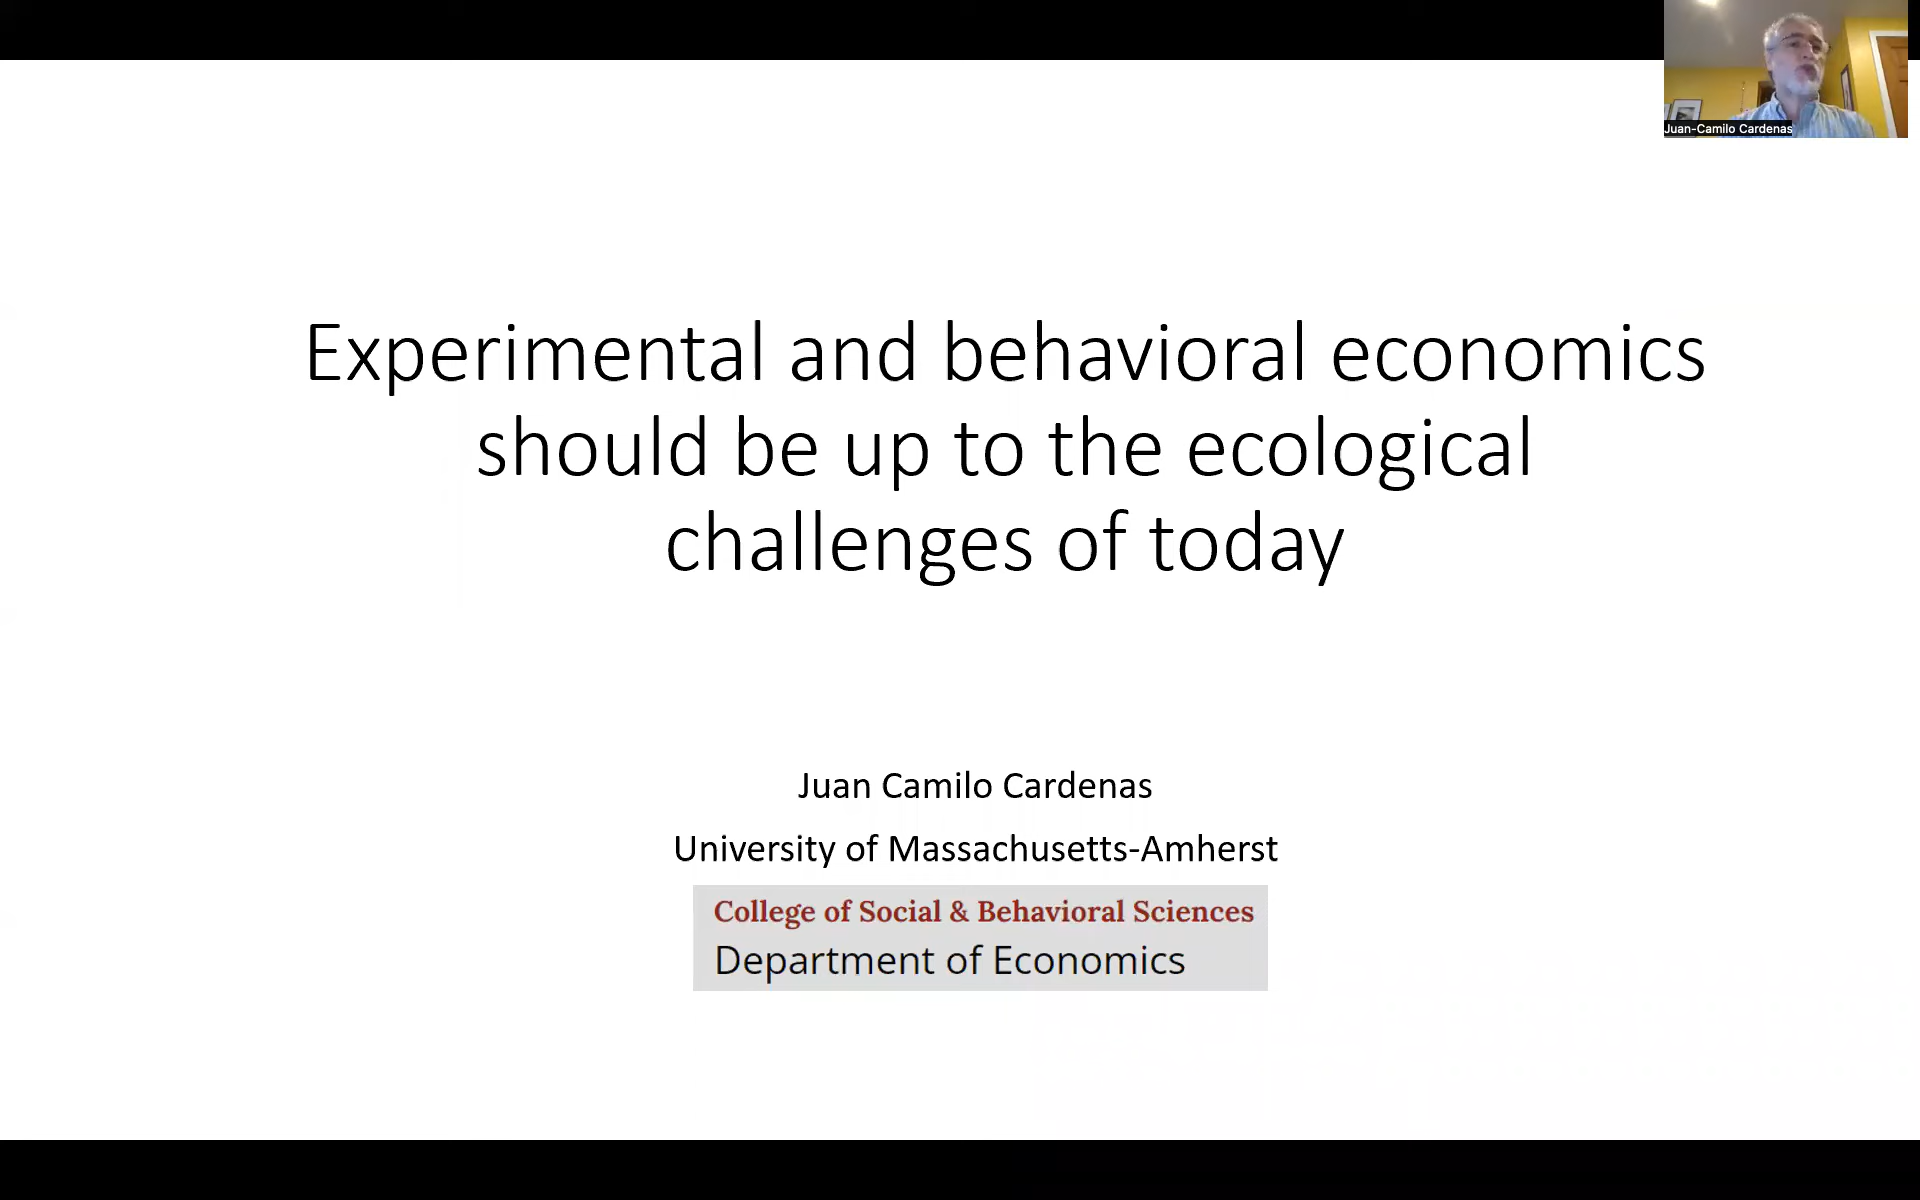 Juan-Camilo Cardenas
Experimental and behavioral economics
should be up to the ecological
challenges of today
Juan Camilo Cardenas
University of Massachusetts-Amherst
College of Social & Behavioral Sciences
Department of Economics